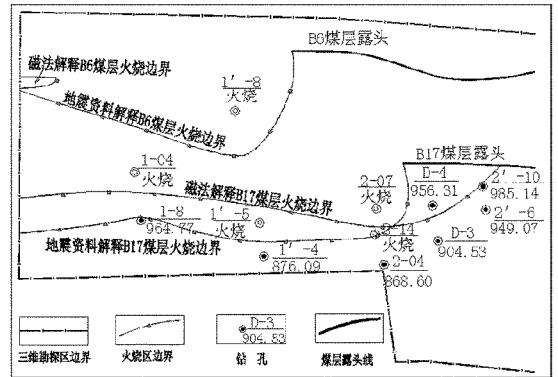 B6煤层露头
磁法解释B6煤层火烧边界
1′-8
火烧
地震资料解释B6煤层火烧边界
B17煤层露头
1-04
火烧
D-4
956.31
2′-10
985.14
磁法解释B17煤层火烧边界
2-07
火烧
1-8
964.77
1′-5
火烧
2′-6
949.07
2-14
火烧
D-3
904.53
地震资料解释B17煤层火烧边界
1″-4
876.09
2-04
868.60
D-3
904.53
三维勘探区边界
火烧区边界
钻 孔
煤层露头线